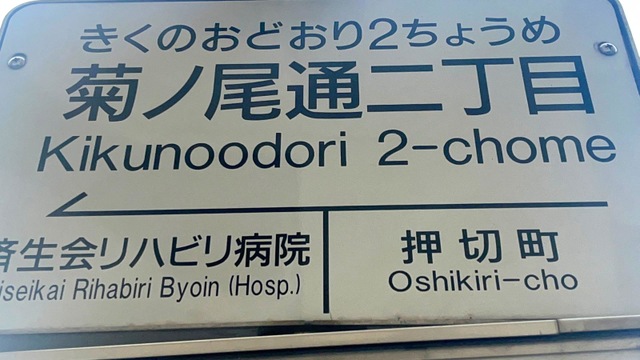 きくのおどおり2ちょうめ
菊ノ尾通二丁目
Kikunoodori 2-chome
済生会リハビリ病院
iseikai Rihabiri Byoin (Hosp.)
押切町
Oshikiri-cho